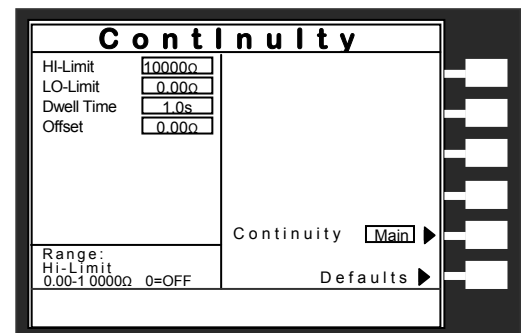 ContInuIty
HI-Limit 10000Ω
LO-Limit 0.00Ω
Dwell Time 1.0s
Offset 0.00Ω
Continuity Main
Range:
Hi-Limit
0.00-1 0000Ω 0=OFF
Defaults